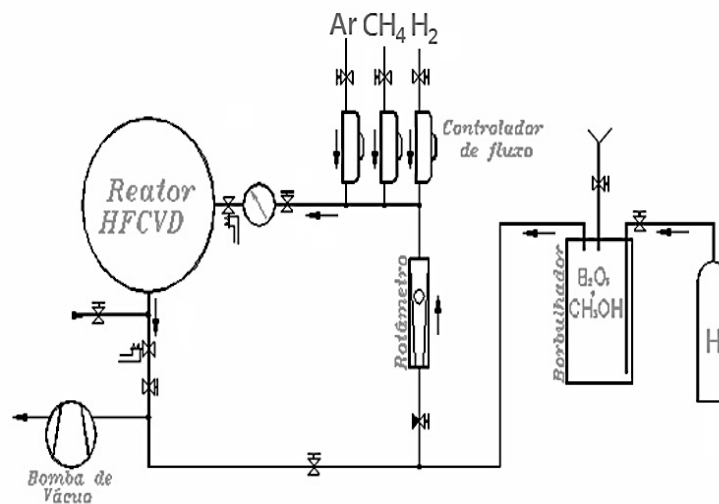 Ar CH₄ H₂
Controlador
de fluxo
Reator
HFCVD
Rotâmetro
Borbulhador
B₂O₃
,
CH₃OH
H
Bomba de
Vácuo